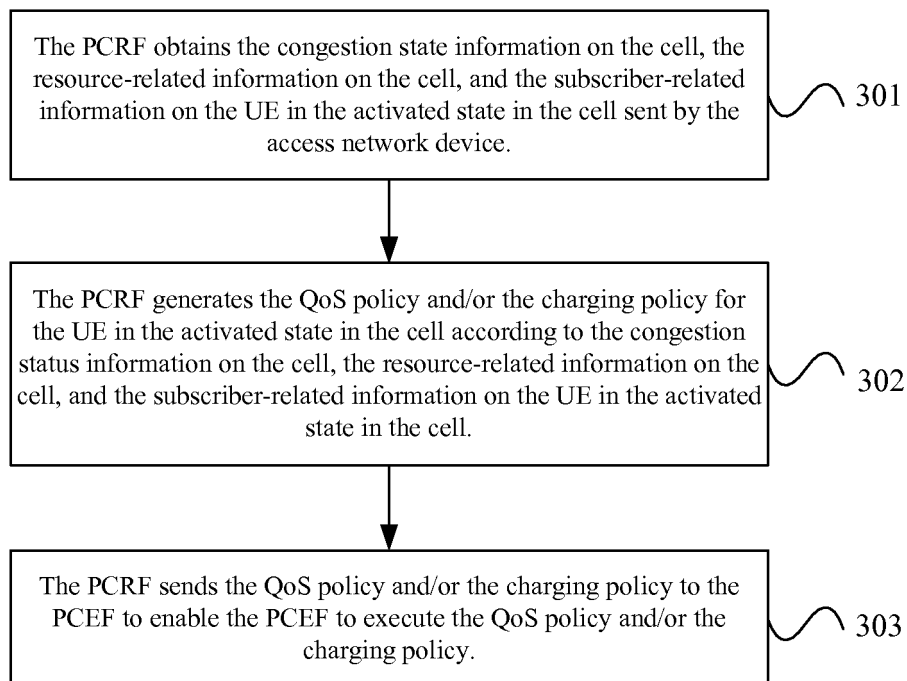 The PCRF obtains the congestion state information on the cell, the
resource-related information on the cell, and the subscriber-related
information on the UE in the activated state in the cell sent by the
access network device.
301
The PCRF generates the QoS policy and/or the charging policy for
the UE in the activated state in the cell according to the congestion
status information on the cell, the resource-related information on the
cell, and the subscriber-related information on the UE in the activated
state in the cell.
302
The PCRF sends the QoS policy and/or the charging policy to the
PCEF to enable the PCEF to execute the QoS policy and/or the
charging policy.
303